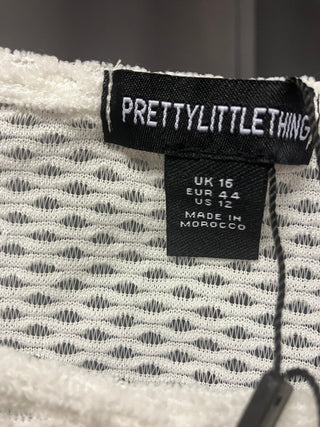 PRETTYLITTLETHING
UK 16
EUR 44
US 12
MADE IN
MOROCCO